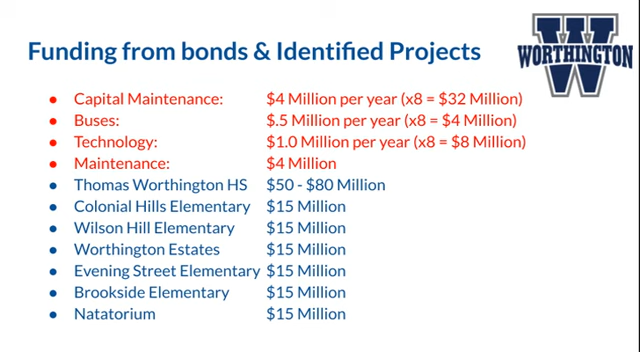 Funding from bonds & Identified Projects
W
WORTHINGTON
Capital Maintenance: $4 Million per year (x8 = $32 Million)
Buses: $.5 Million per year (x8 = $4 Million)
Technology: $1.0 Million per year (x8 = $8 Million)
Maintenance: $4 Million
Thomas Worthington HS $50 - $80 Million
Colonial Hills Elementary $15 Million
Wilson Hill Elementary $15 Million
Worthington Estates $15 Million
Evening Street Elementary $15 Million
Brookside Elementary $15 Million
Natatorium $15 Million